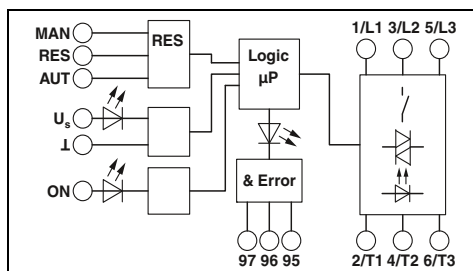 MAN
RES
AUT
RES
Us
⊥
ON
Logic
µP
& Error
97 96 95
1/L1 3/L2 5/L3
2/T1 4/T2 6/T3